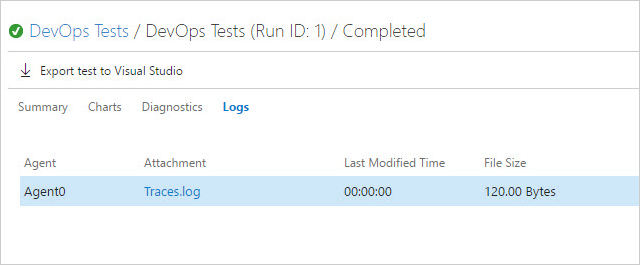 DevOps Tests / DevOps Tests (Run ID: 1) / Completed
Export test to Visual Studio
Summary Charts Diagnostics Logs
Agent Attachment Last Modified Time File Size
Agent0 Traces.log 00:00:00 120.00 Bytes